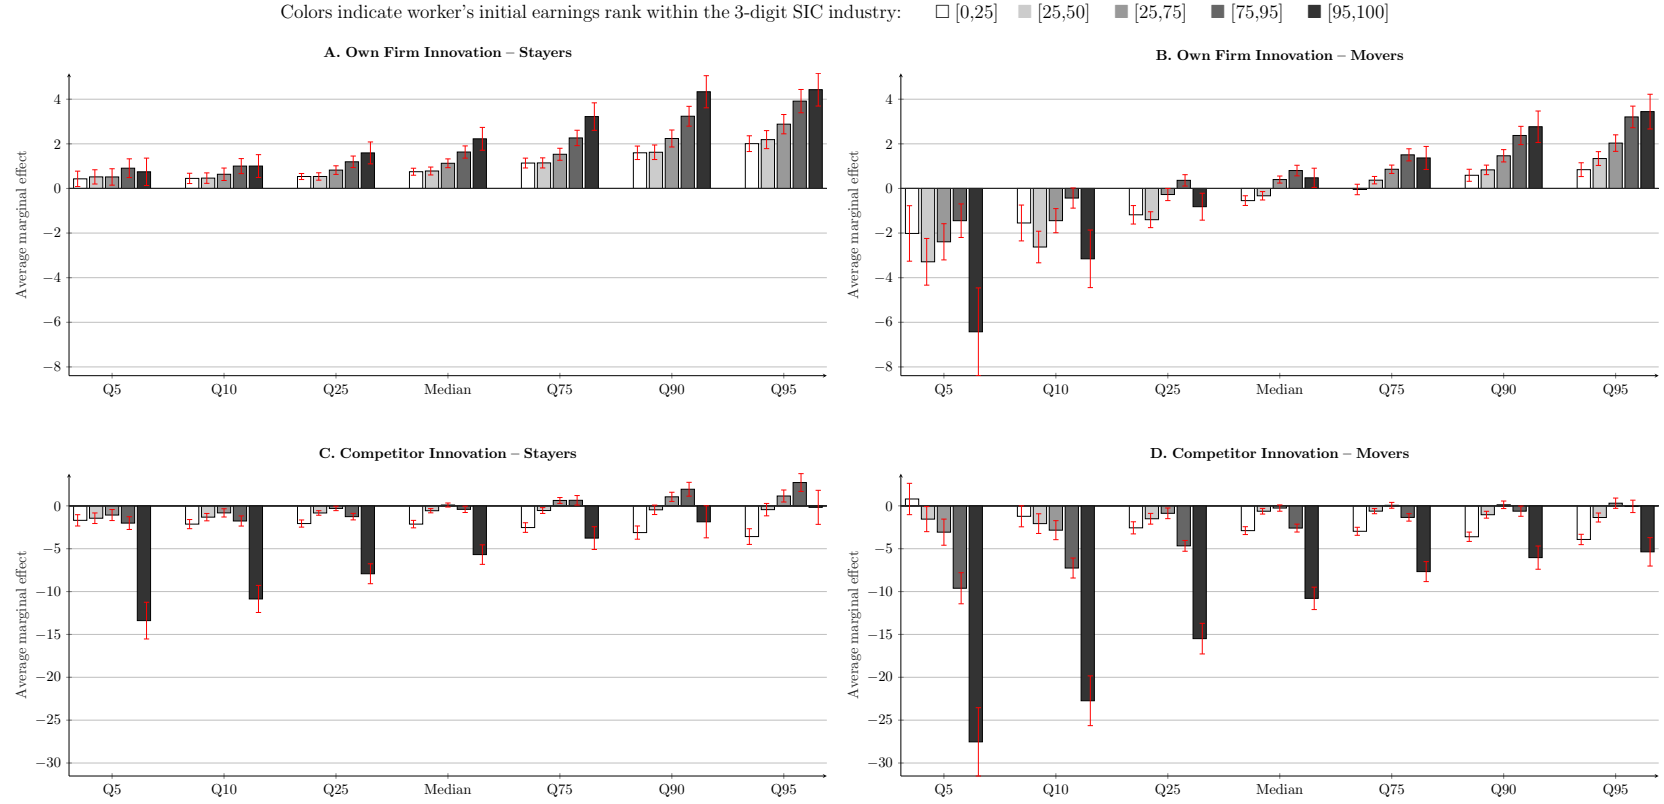 Colors indicate worker's initial earnings rank within the 3-digit SIC industry: [0,25] [25,50] [25,75] [75,95] [95,100]
A. Own Firm Innovation – Stayers
Average marginal effect
4
2
0
−2
−4
−6
−8
Q5 Q10 Q25 Median Q75 Q90 Q95
B. Own Firm Innovation – Movers
Average marginal effect
4
2
0
−2
−4
−6
−8
Q5 Q10 Q25 Median Q75 Q90 Q95
C. Competitor Innovation – Stayers
Average marginal effect
0
−5
−10
−15
−20
−25
−30
Q5 Q10 Q25 Median Q75 Q90 Q95
D. Competitor Innovation – Movers
Average marginal effect
0
−5
−10
−15
−20
−25
−30
Q5 Q10 Q25 Median Q75 Q90 Q95